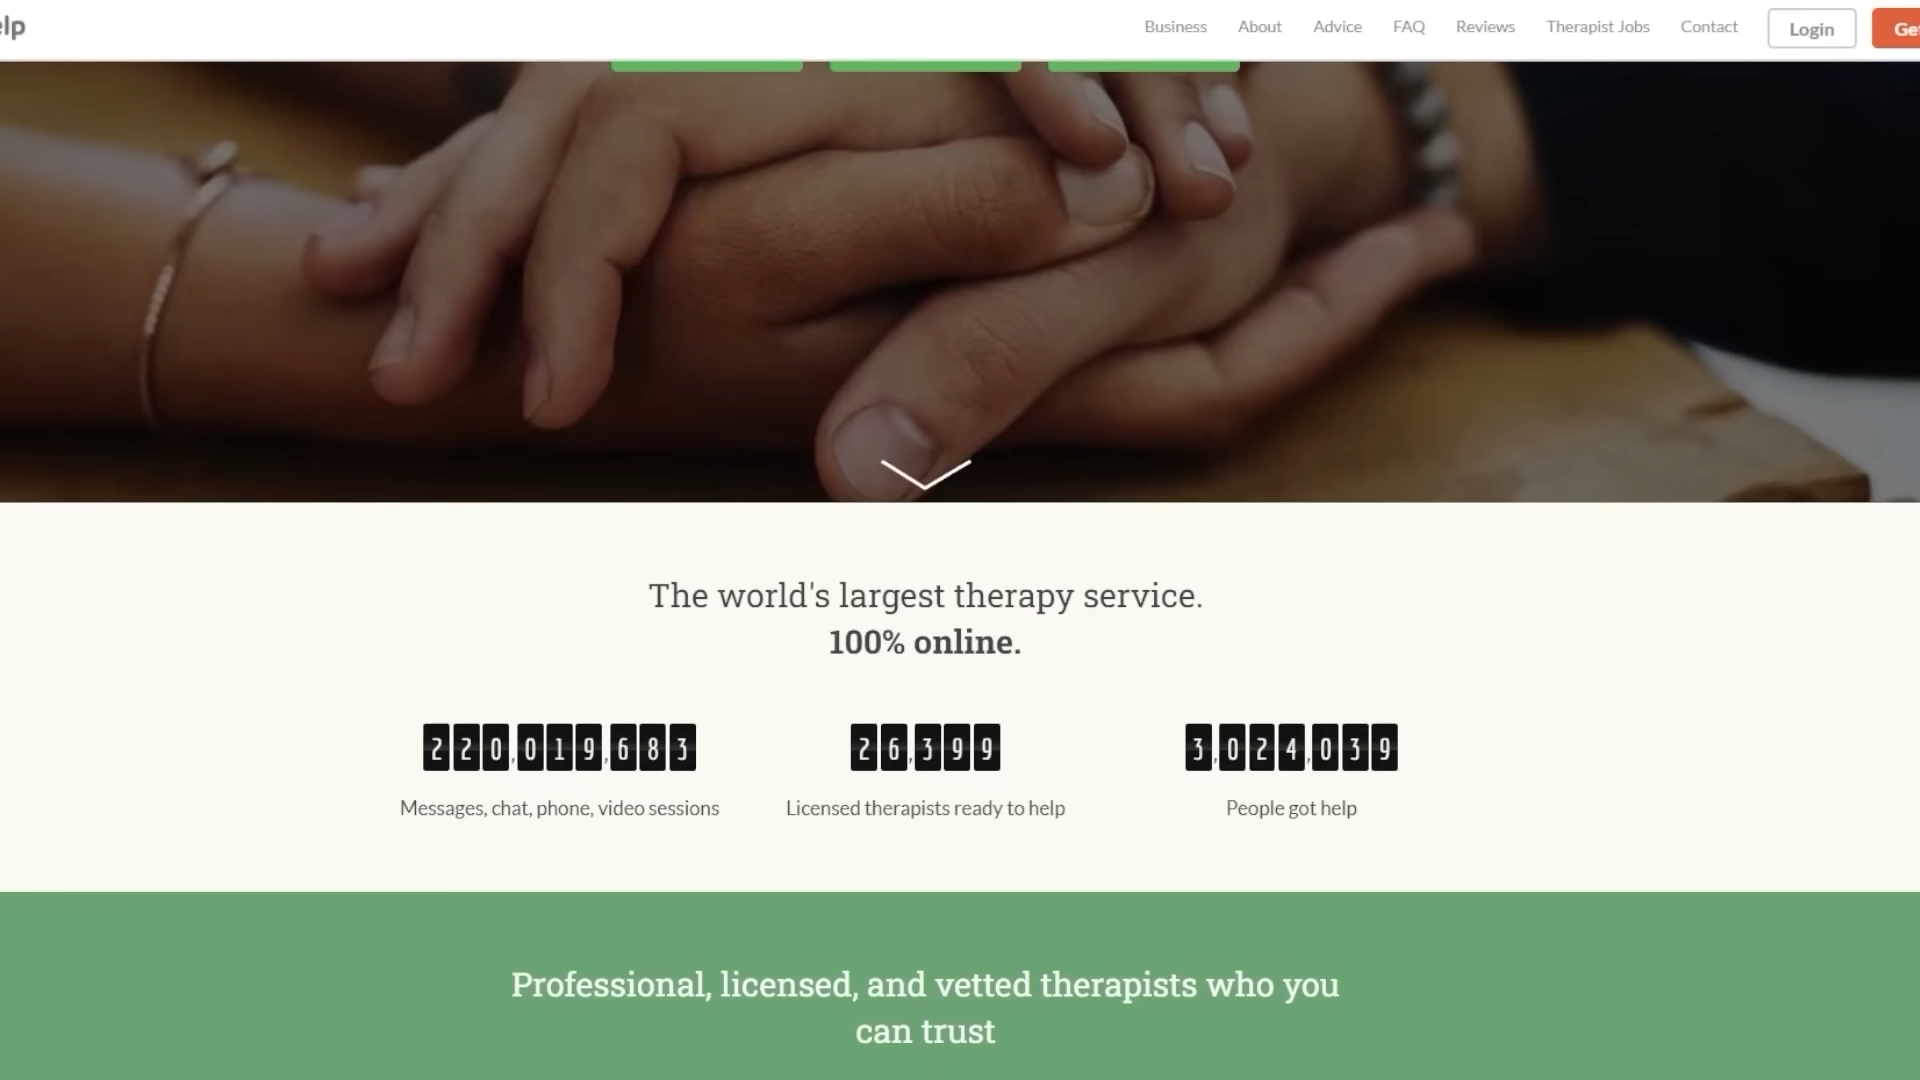 elp
Business About Advice FAQ Reviews Therapist Jobs Contact Login Ge
The world's largest therapy service.
100% online.
220,019,683 26,399 3,024,039
Messages, chat, phone, video sessions Licensed therapists ready to help People got help
Professional, licensed, and vetted therapists who you
can trust